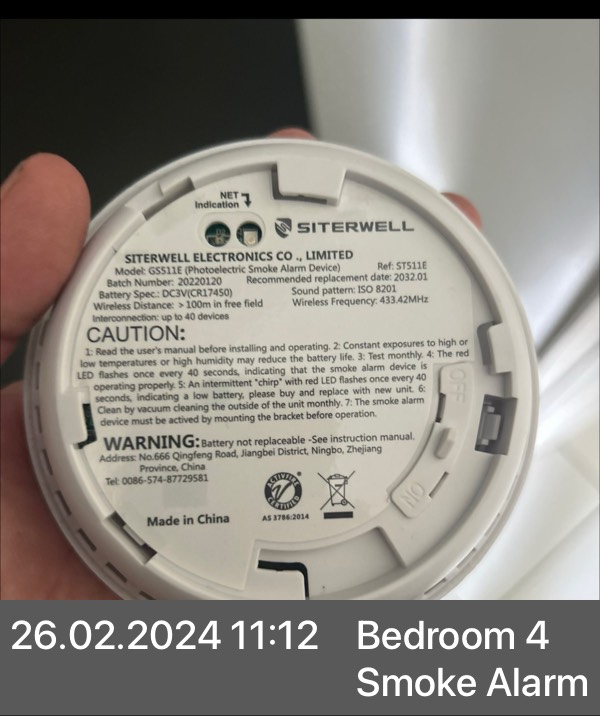 NET
Indication
SITERWELL
SITERWELL ELECTRONICS CO ., LIMITED
Model: GS511E (Photoelectric Smoke Alarm Device) Ref: ST511E
Batch Number: 20220120 Recommended replacement date: 2032.01
Battery Spec.: DC3V(CR17450) Sound pattern: ISO 8201
Wireless Distance: > 100m in free field Wireless Frequency: 433.42MHz
Interconnection: up to 40 devices
CAUTION:
1: Read the user's manual before installing and operating. 2: Constant exposures to high or
low temperatures or high humidity may reduce the battery life. 3: Test monthly. 4: The red
LED flashes once every 40 seconds, indicating that the smoke alarm device is
operating properly. 5: An intermittent "chirp" with red LED flashes once every 40
seconds, indicating a low battery, please buy and replace with new unit. 6:
Clean by vacuum cleaning the outside of the unit monthly. 7: The smoke alarm
device must be actived by mounting the bracket before operation.
OFF
WARNING: Battery not replaceable -See instruction manual.
Address: No.666 Qingfeng Road, Jiangbei District, Ningbo, Zhejiang
Province, China
Tel: 0086-574-87729581
ON
ACTIVFIRE
CERTIFIED
Made in China
AS 3786:2014
26.02.2024 11:12 Bedroom 4
Smoke Alarm